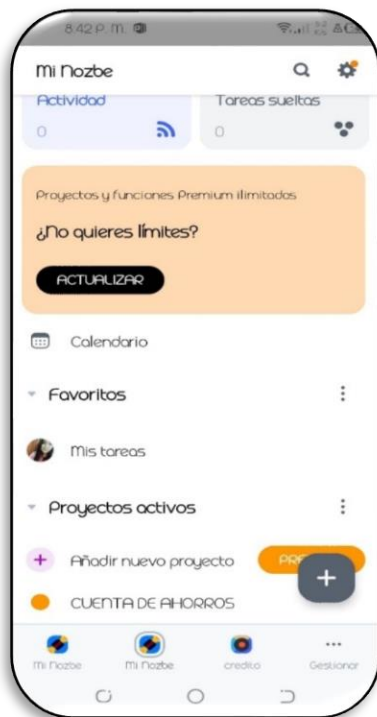 8:42 P. M.
Mi Nozbe
Actividad
Tareas sueltas
0
0
Proyectos y funciones Premium ilimitados
¿No quieres límites?
ACTUALIZAR
Calendario
Favoritos
Mis tareas
Proyectos activos
Añadir nuevo proyecto
CUENTA DE AHORROS
+
Mi Nozbe
Mi Nozbe
credito
Gestionar